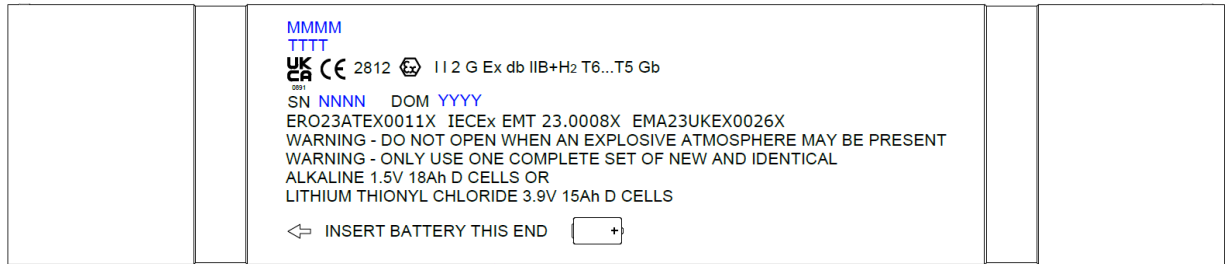 MMMM
TTTT
UK CA CE 2812 Ex II 2 G Ex db IIB+H2 T6...T5 Gb
0891
SN NNNN DOM YYYY
ERO23ATEX0011X IECEx EMT 23.0008X EMA23UKEX0026X
WARNING - DO NOT OPEN WHEN AN EXPLOSIVE ATMOSPHERE MAY BE PRESENT
WARNING - ONLY USE ONE COMPLETE SET OF NEW AND IDENTICAL
ALKALINE 1.5V 18Ah D CELLS OR
LITHIUM THIONYL CHLORIDE 3.9V 15Ah D CELLS
INSERT BATTERY THIS END +